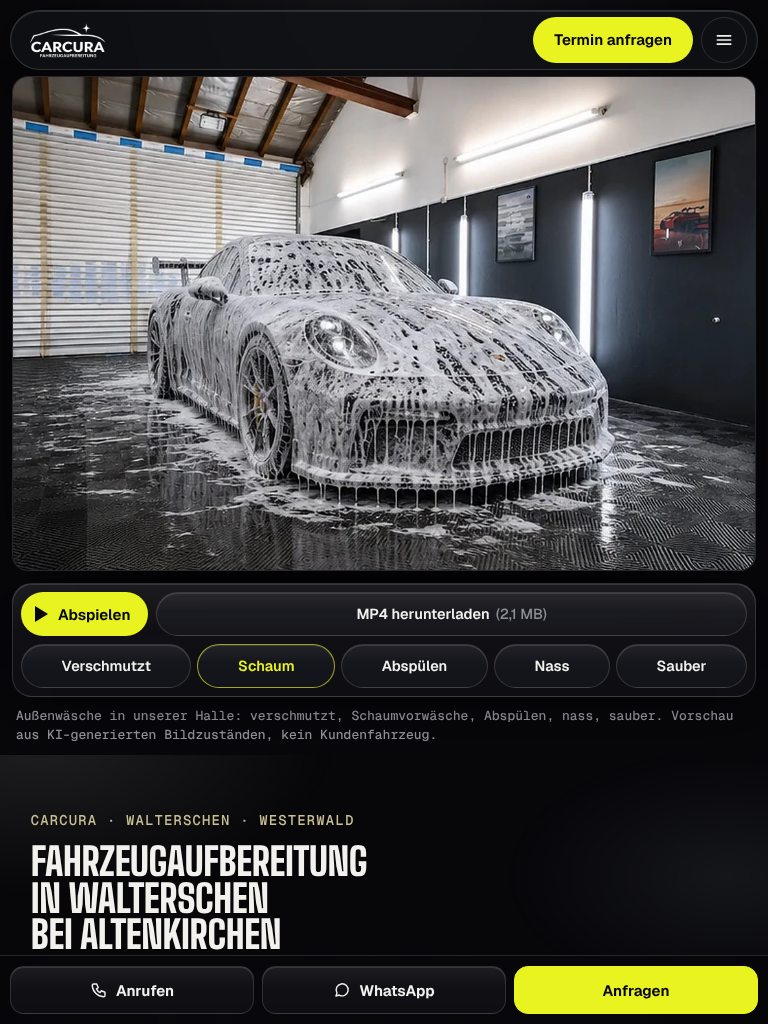 CARCURA
FAHRZEUGAUFBEREITUNG
Termin anfragen
Abspielen
MP4 herunterladen (2,1 MB)
Verschmutzt
Schaum
Abspülen
Nass
Sauber
Außenwäsche in unserer Halle: verschmutzt, Schaumvorwäsche, Abspülen, nass, sauber. Vorschau
aus KI-generierten Bildzuständen, kein Kundenfahrzeug.
CARCURA · WALTERSCHEN · WESTERWALD
FAHRZEUGAUFBEREITUNG
IN WALTERSCHEN
BEI ALTENKIRCHEN
Anrufen
WhatsApp
Anfragen